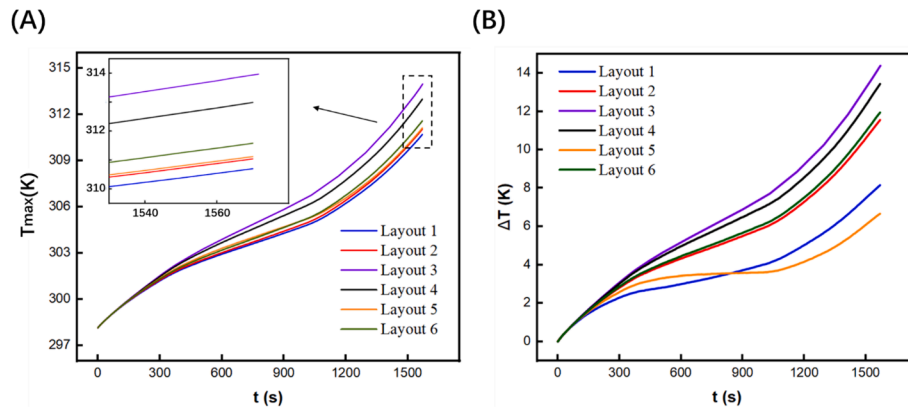 (A)
(B)
315
312
309
306
303
300
297
Tmax(K)
314
312
310
1540
1560
Layout 1
Layout 2
Layout 3
Layout 4
Layout 5
Layout 6
0
300
600
900
1200
1500
t (s)
14
12
10
8
6
4
2
0
ΔT (K)
Layout 1
Layout 2
Layout 3
Layout 4
Layout 5
Layout 6
0
300
600
900
1200
1500
t (s)